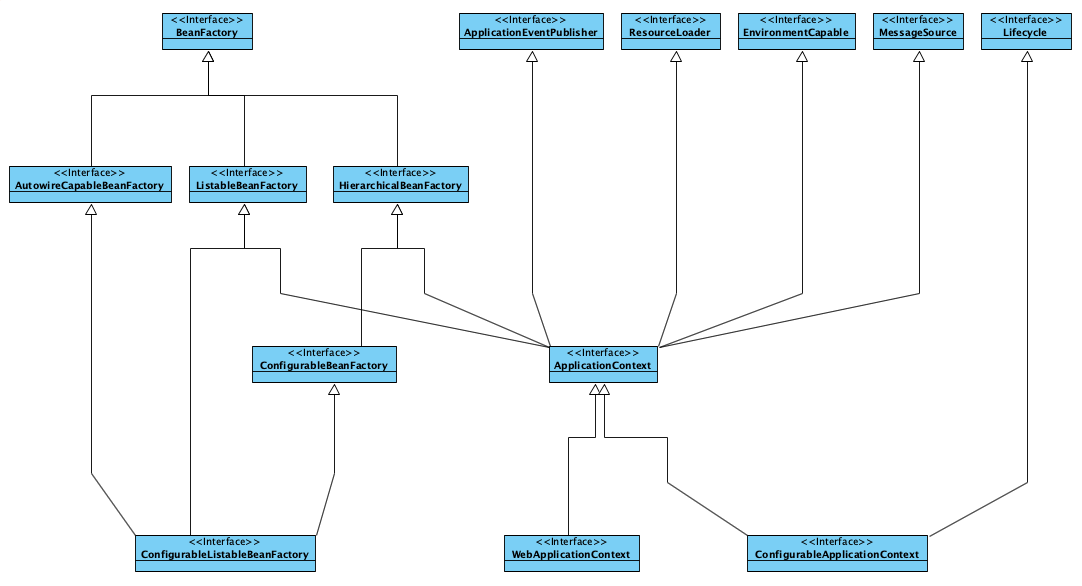 <<Interface>>
BeanFactory
<<Interface>>
ApplicationEventPublisher
<<Interface>>
ResourceLoader
<<Interface>>
EnvironmentCapable
<<Interface>>
MessageSource
<<Interface>>
Lifecycle
<<Interface>>
AutowireCapableBeanFactory
<<Interface>>
ListableBeanFactory
<<Interface>>
HierarchicalBeanFactory
<<Interface>>
ConfigurableBeanFactory
<<Interface>>
ApplicationContext
<<Interface>>
ConfigurableListableBeanFactory
<<Interface>>
WebApplicationContext
<<Interface>>
ConfigurableApplicationContext